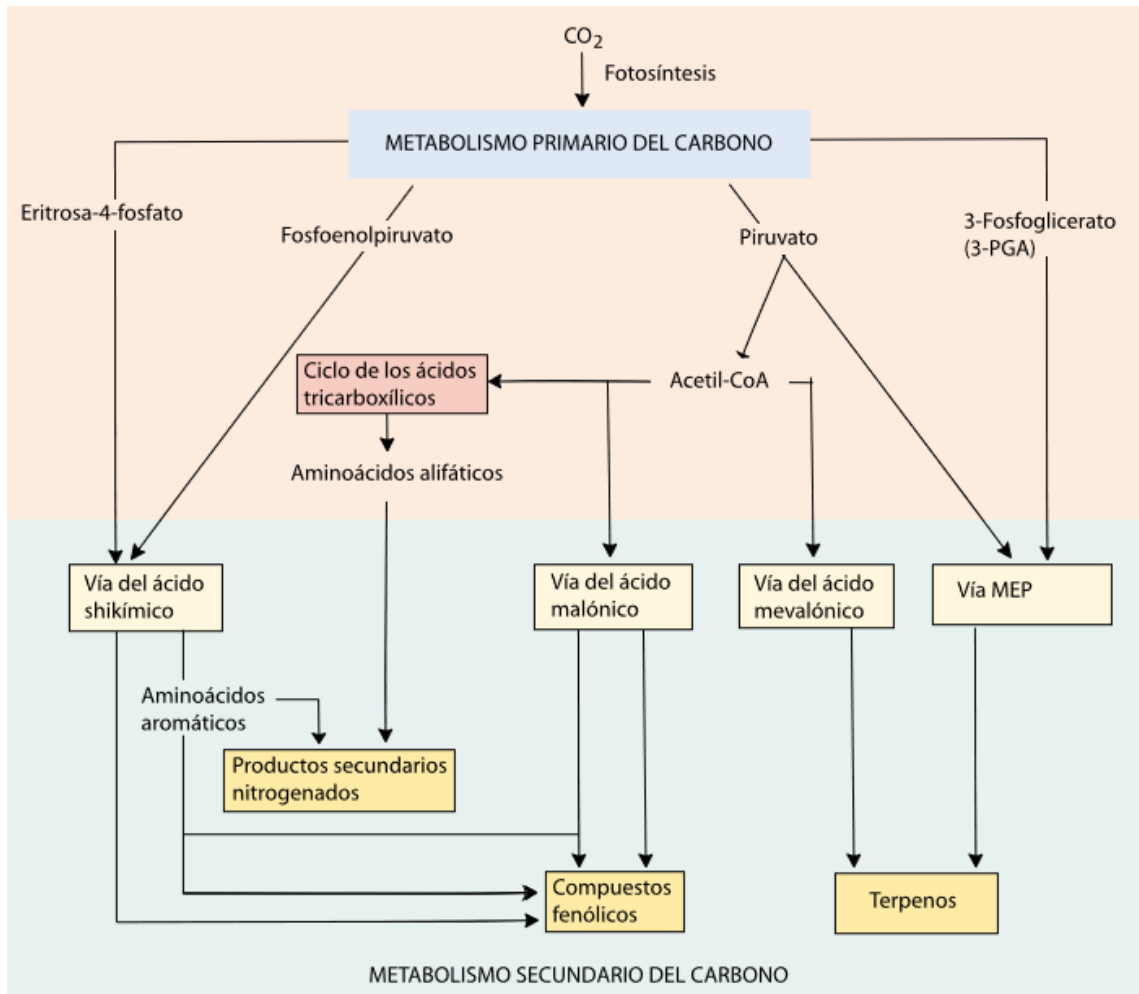 CO2
Fotosíntesis
METABOLISMO PRIMARIO DEL CARBONO
Eritrosa-4-fosfato
Fosfoenolpiruvato
Piruvato
3-Fosfoglicerato
(3-PGA)
Ciclo de los ácidos
tricarboxílicos
Acetil-CoA
Aminoácidos alifáticos
Vía del ácido
shikímico
Vía del ácido
malónico
Vía del ácido
mevalónico
Vía MEP
Aminoácidos
aromáticos
Productos secundarios
nitrogenados
Compuestos
fenólicos
Terpenos
METABOLISMO SECUNDARIO DEL CARBONO